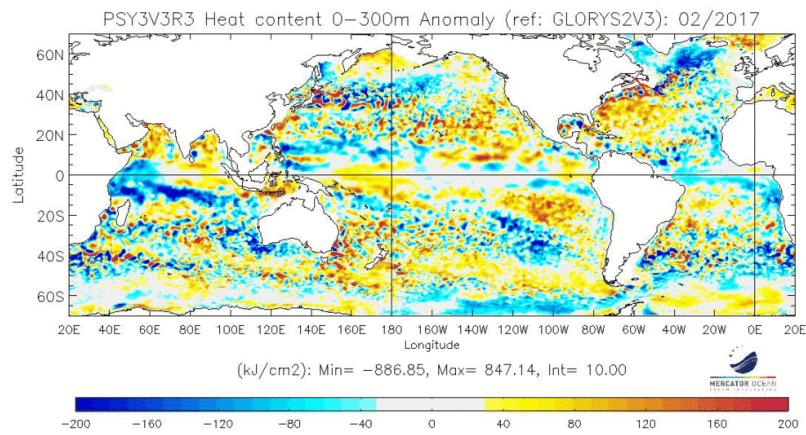 PSY3V3R3 Heat content 0-300m Anomaly (ref: GLORYS2V3): 02/2017
60N
40N
20N
0
20S
40S
60S
Latitude
20E 40E 60E 80E 100E 120E 140E 160E 180 160W 140W 120W 100W 80W 60W 40W 20W 0E 20E
Longitude
(kJ/cm2): Min= -886.85, Max= 847.14, Int= 10.00
MERCATOR OCEAN
-200 -160 -120 -80 -40 0 40 80 120 160 200